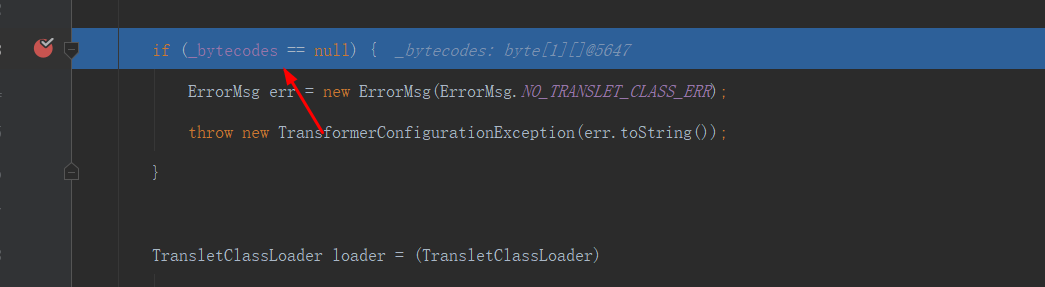 if (_bytecodes == null) { _bytecodes: byte[1][]@5647
ErrorMsg err = new ErrorMsg(ErrorMsg.NO_TRANSLET_CLASS_ERR);
throw new TransformerConfigurationException(err.toString());
}
TransletClassLoader loader = (TransletClassLoader)